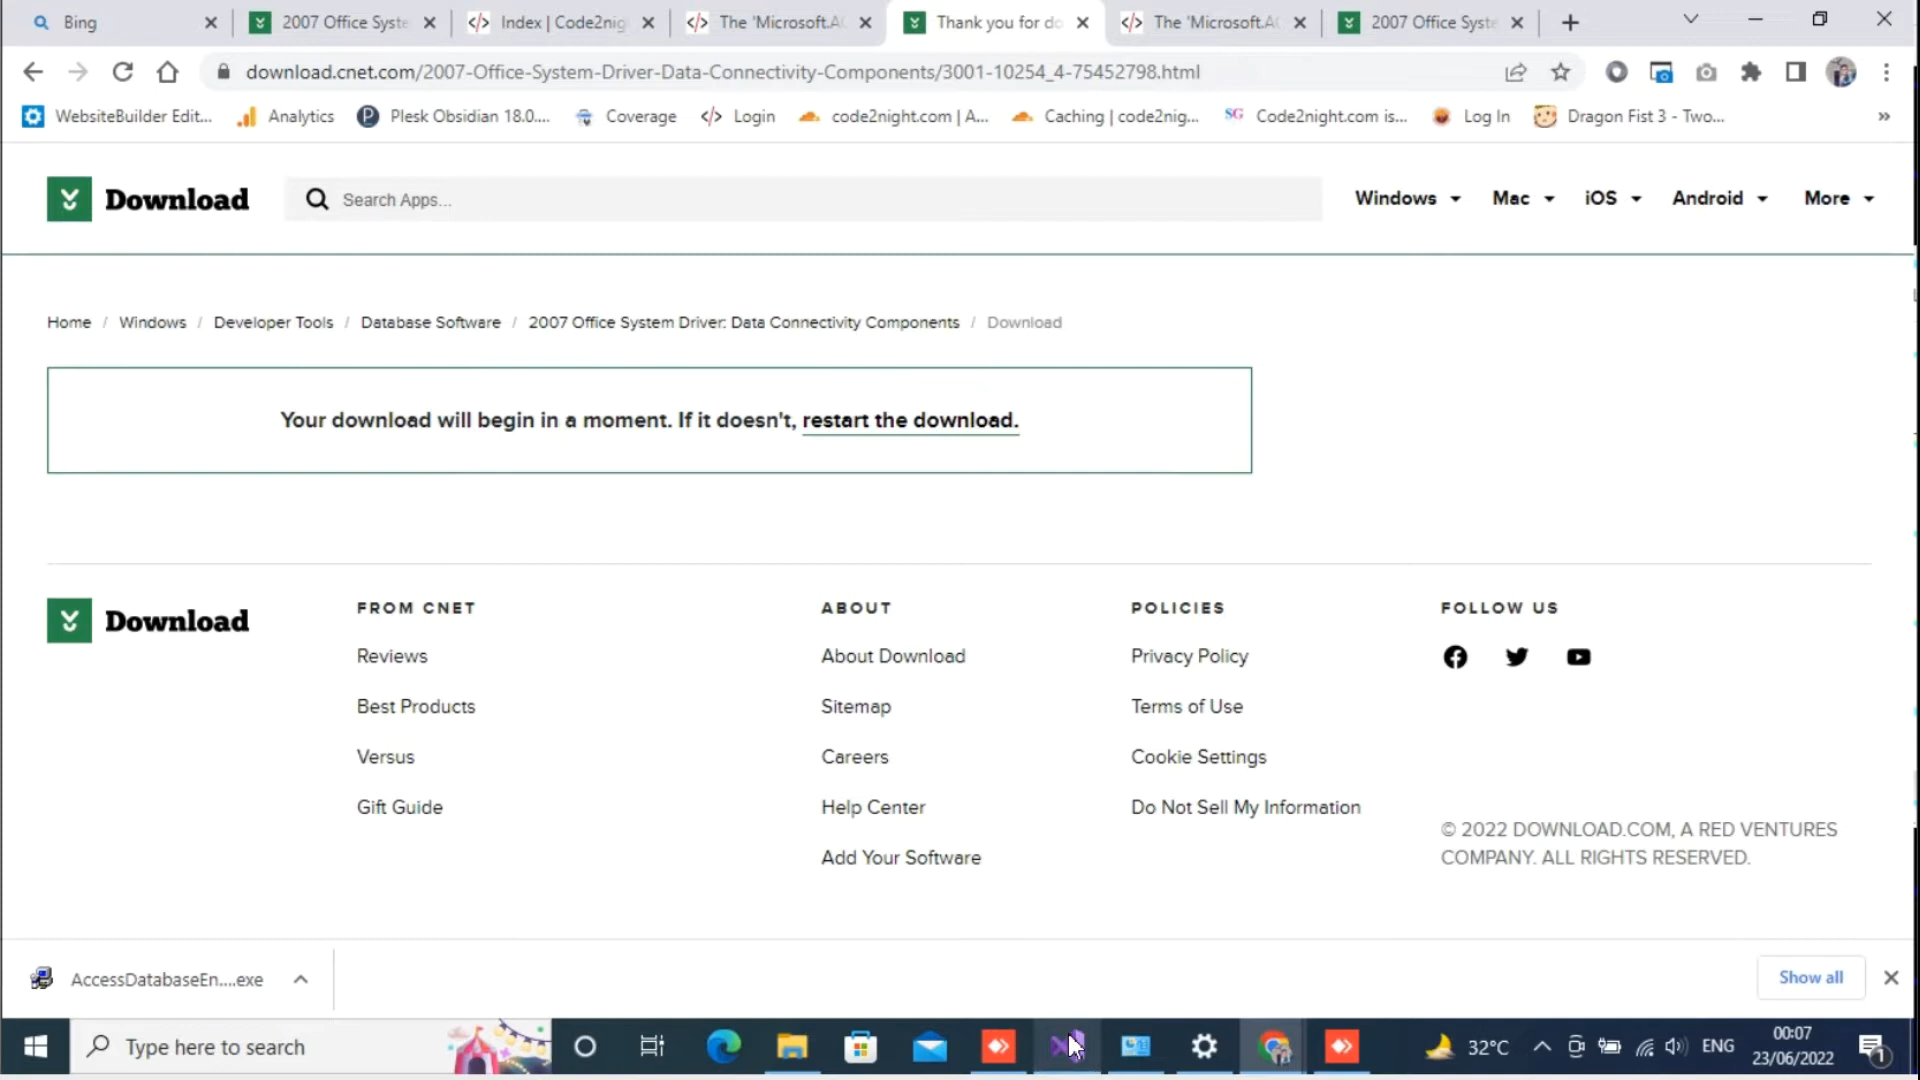 Bing
2007 Office Syste
Index | Code2nig
The 'Microsoft.A
Thank you for do
The 'Microsoft.A
2007 Office Syste
download.cnet.com/2007-Office-System-Driver-Data-Connectivity-Components/3001-10254_4-75452798.html
WebsiteBuilder Edit...
Analytics
Plesk Obsidian 18.0....
Coverage
Login
code2night.com | A...
Caching | code2nig...
SG Code2night.com is...
Log In
Dragon Fist 3 - Two...
»
Download
Search Apps...
Windows
Mac
iOS
Android
More
Home / Windows / Developer Tools / Database Software / 2007 Office System Driver: Data Connectivity Components / Download
Your download will begin in a moment. If it doesn't, restart the download.
Download
FROM CNET
Reviews
Best Products
Versus
Gift Guide
ABOUT
About Download
Sitemap
Careers
Help Center
Add Your Software
POLICIES
Privacy Policy
Terms of Use
Cookie Settings
Do Not Sell My Information
FOLLOW US
© 2022 DOWNLOAD.COM, A RED VENTURES
COMPANY. ALL RIGHTS RESERVED.
AccessDatabaseEn....exe
Show all
Type here to search
32°C
ENG
00:07
23/06/2022
1